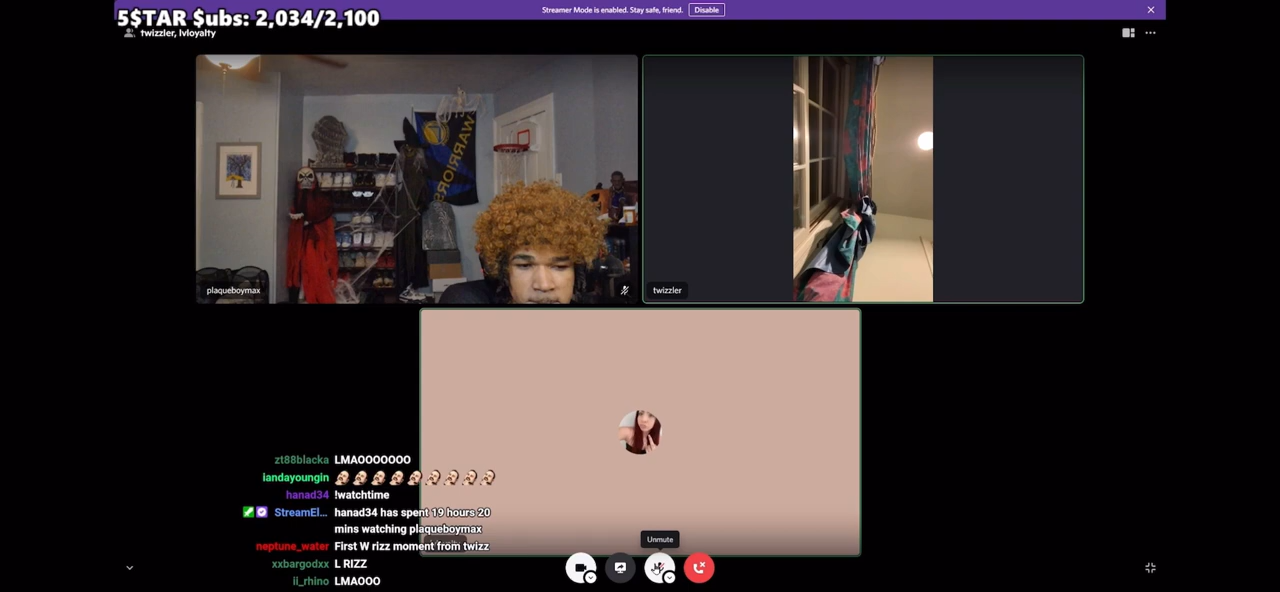 Streamer Mode is enabled. Stay safe, friend. Disable
5$TAR $ubs: 2,034/2,100
twizzler, lvloyalty
WARRIORS
plaqueboymax
twizzler
zt88blacka LMAOOOOOOO
iandayoungin
hanad34 !watchtime
StreamEl... hanad34 has spent 19 hours 20
mins watching plaqueboymax
Unmute
neptune_water First W rizz moment from twizz
xxbargodxx L RIZZ
ii_rhino LMAOOO